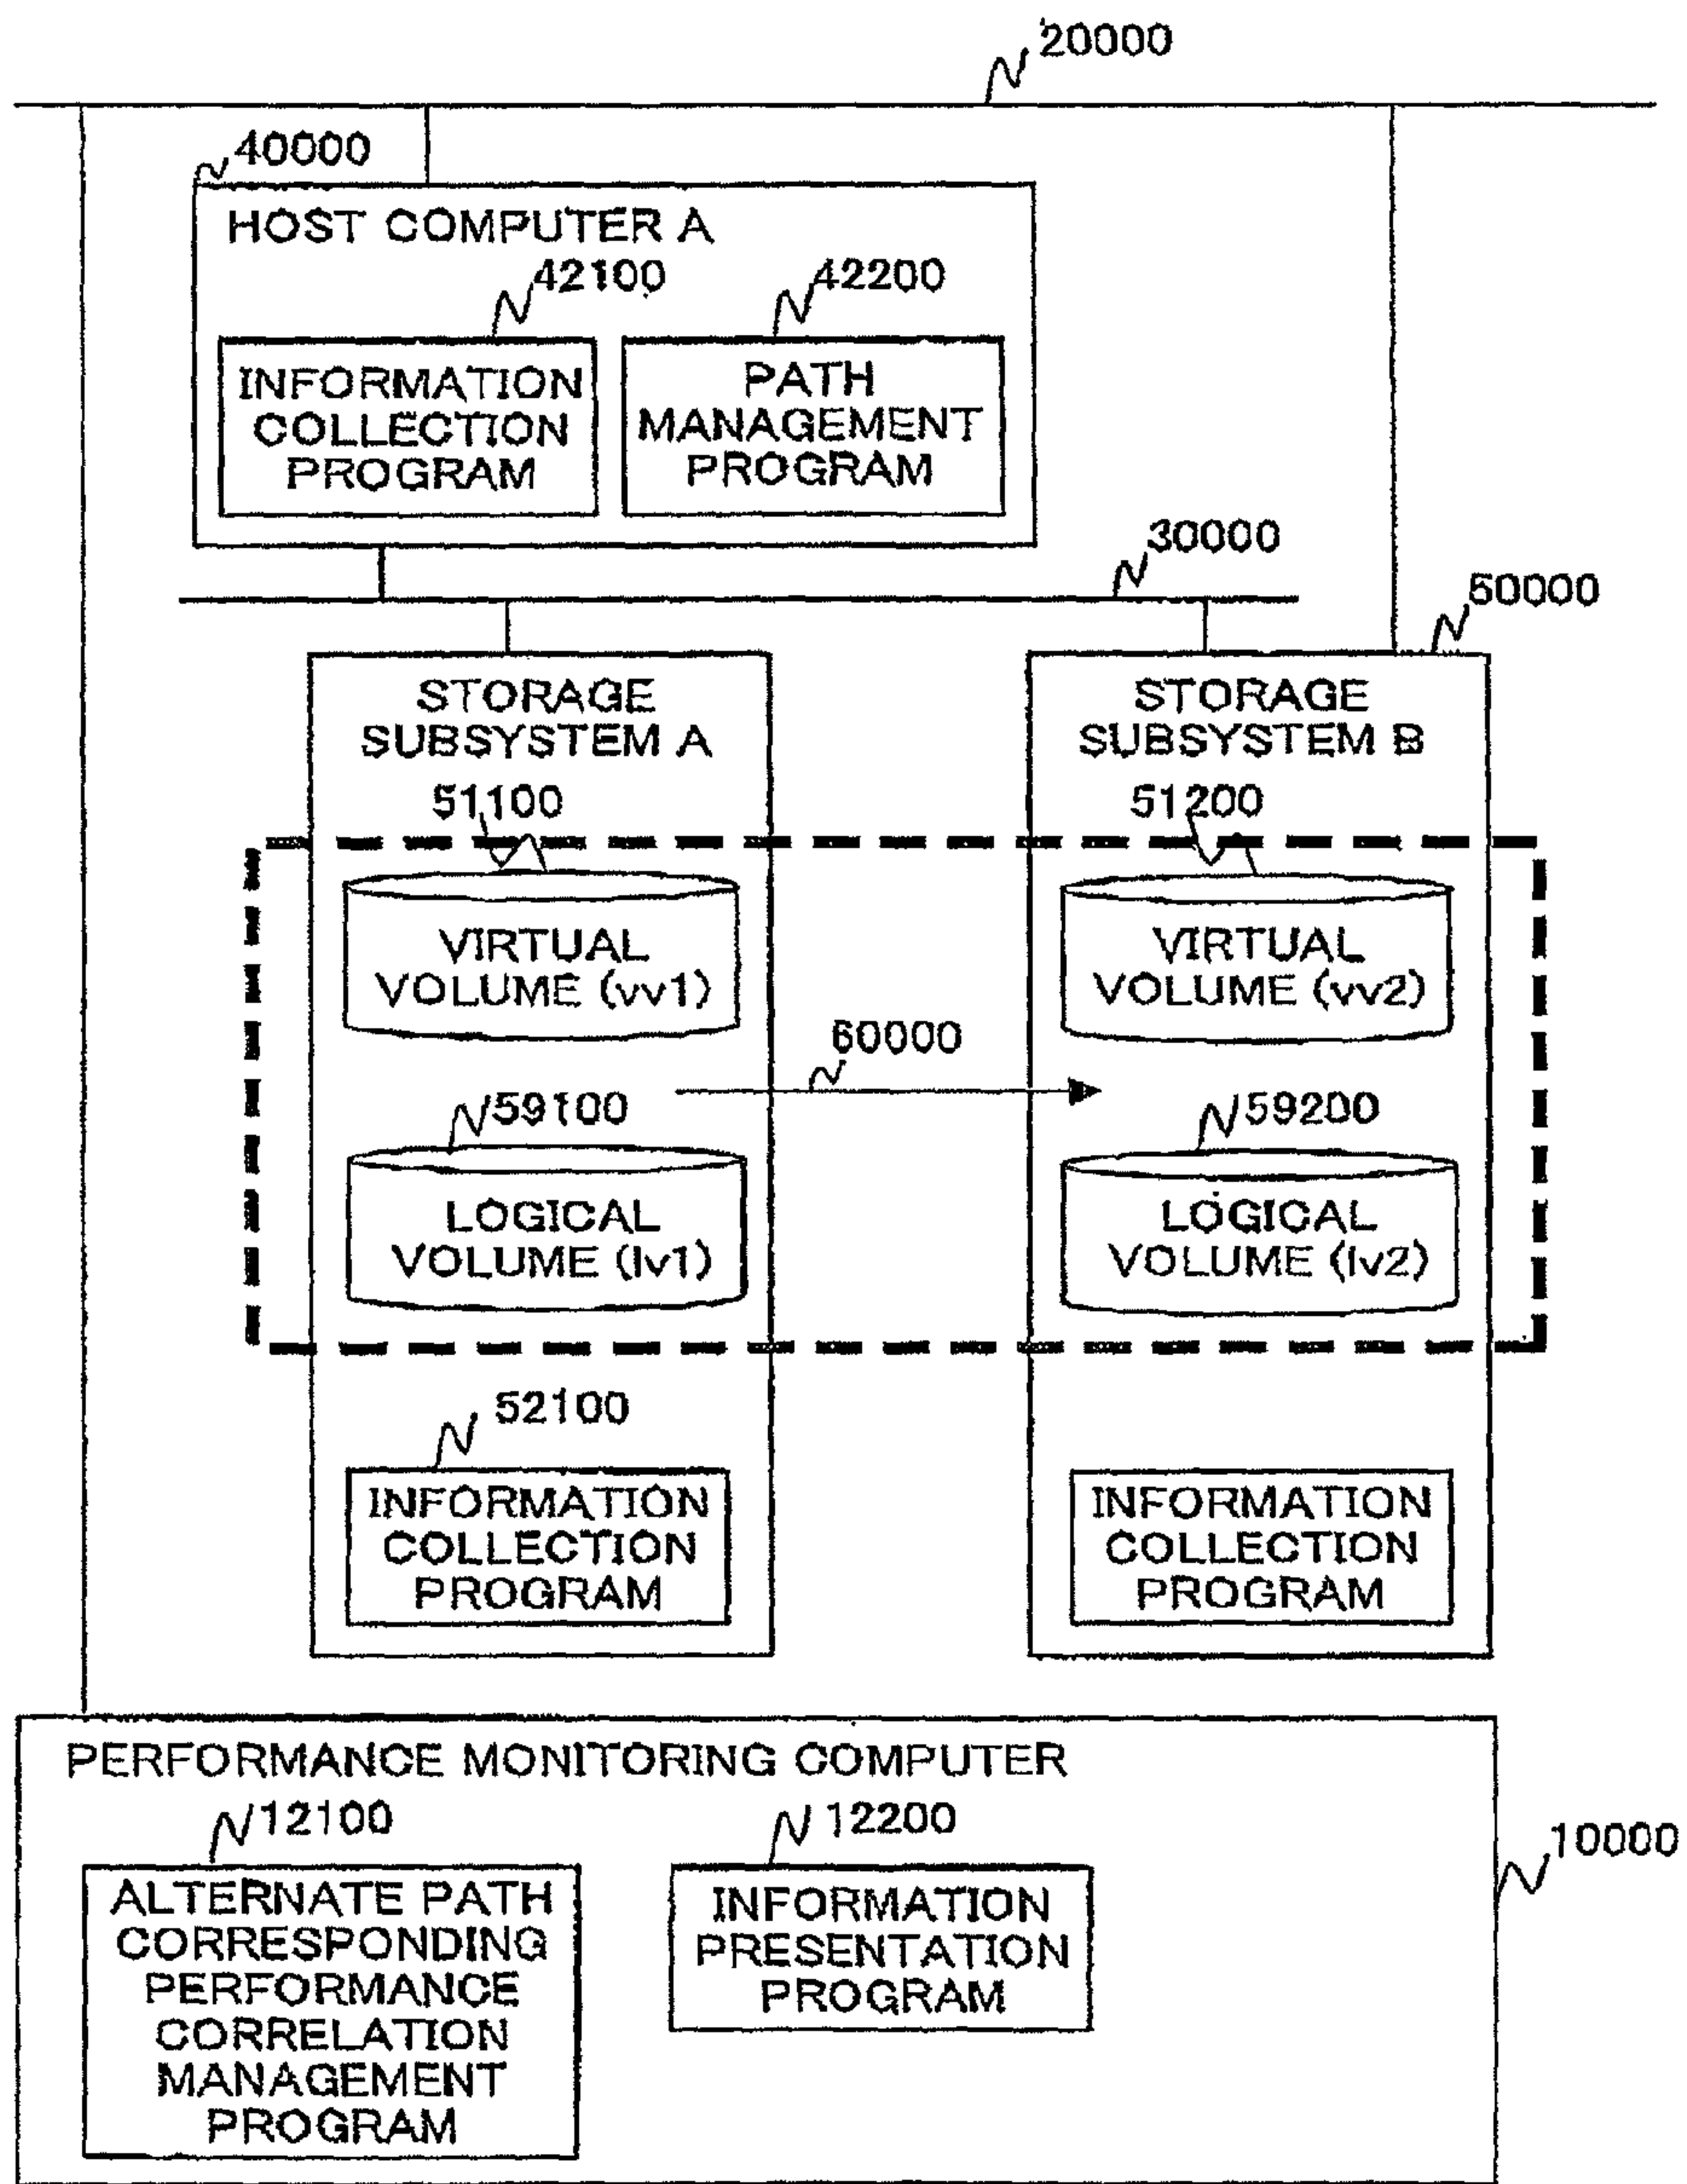 20000
40000
HOST COMPUTER A
42100
42200
INFORMATION
COLLECTION
PROGRAM
PATH
MANAGEMENT
PROGRAM
30000
50000
STORAGE
SUBSYSTEM A
STORAGE
SUBSYSTEM B
51100
51200
VIRTUAL
VOLUME (vv1)
VIRTUAL
VOLUME (vv2)
60000
59100
59200
LOGICAL
VOLUME (lv1)
LOGICAL
VOLUME (lv2)
52100
INFORMATION
COLLECTION
PROGRAM
INFORMATION
COLLECTION
PROGRAM
PERFORMANCE MONITORING COMPUTER
12100
12200
10000
ALTERNATE PATH
CORRESPONDING
PERFORMANCE
CORRELATION
MANAGEMENT
PROGRAM
INFORMATION
PRESENTATION
PROGRAM